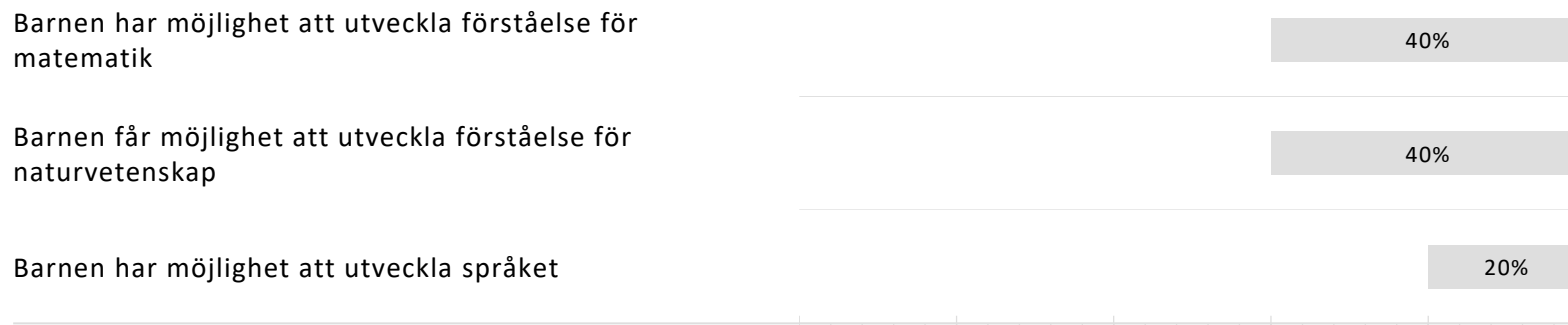 Barnen har möjlighet att utveckla förståelse för
matematik
40%
Barnen får möjlighet att utveckla förståelse för
naturvetenskap
40%
Barnen har möjlighet att utveckla språket
20%